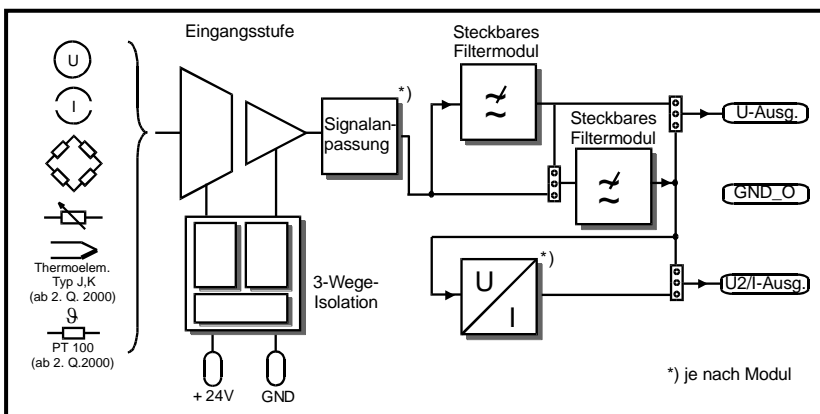 Eingangsstufe
Steckbares
Filtermodul
U
I
*)
Signalan-
passung
Steckbares
Filtermodul
U-Ausg.
GND_O
Thermoelem.
Typ J,K
(ab 2. Q. 2000)
ϑ
PT 100
(ab 2. Q.2000)
3-Wege-
Isolation
U
I
*)
U2/I-Ausg.
+ 24V
GND
*) je nach Modul